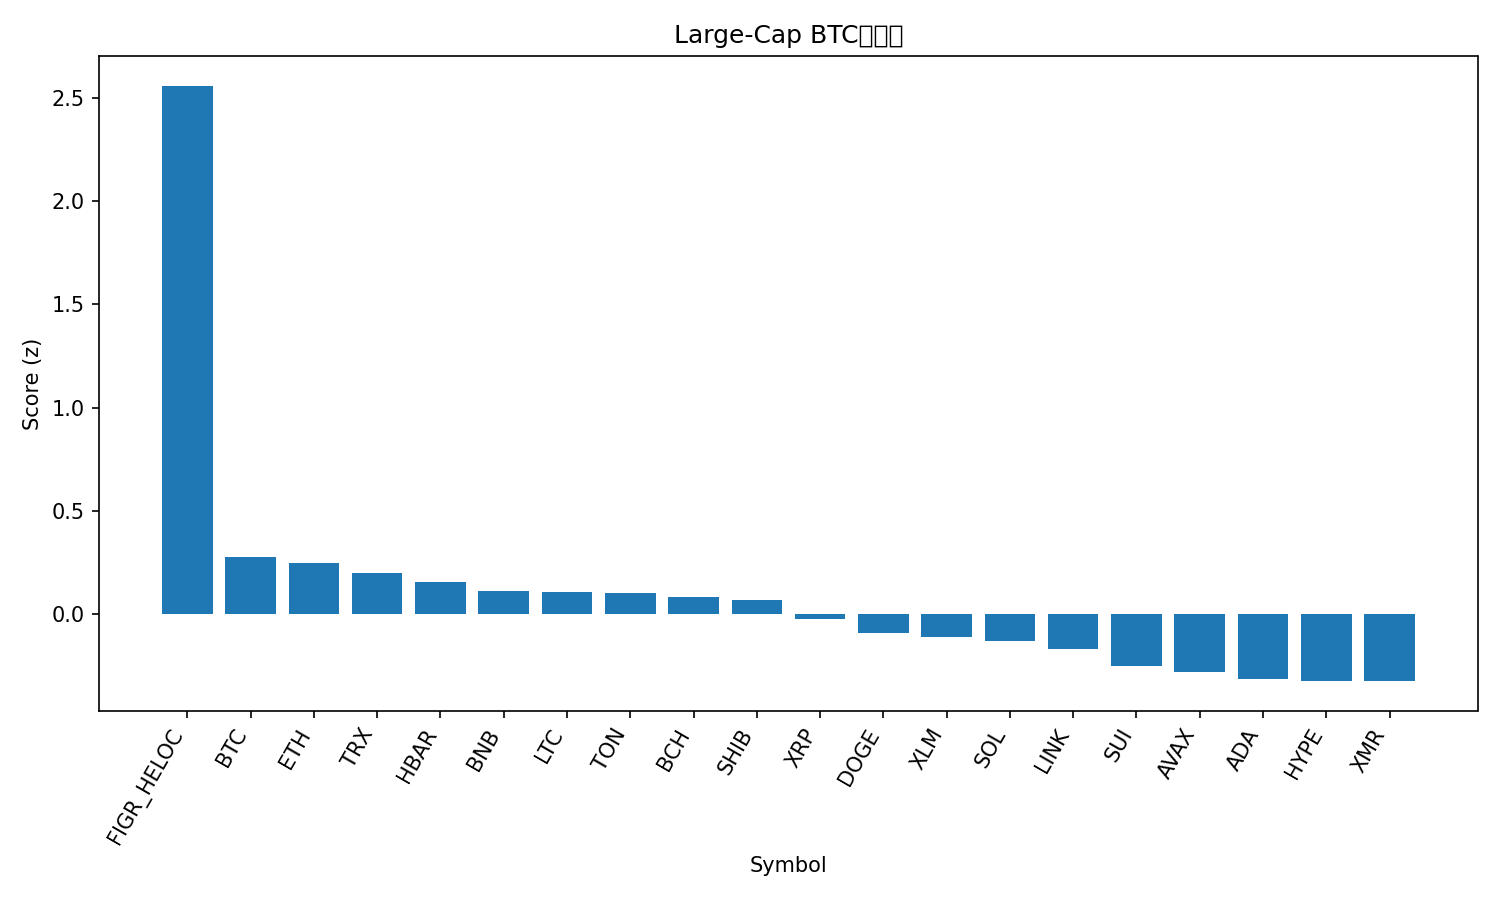 Large-Cap BTC
2.5
2.0
1.5
1.0
0.5
0.0
Score (z)
FIGR_HELOC
BTC
ETH
TRX
HBAR
BNB
LTC
TON
BCH
SHIB
XRP
DOGE
XLM
SOL
LINK
SUI
AVAX
ADA
HYPE
XMR
Symbol